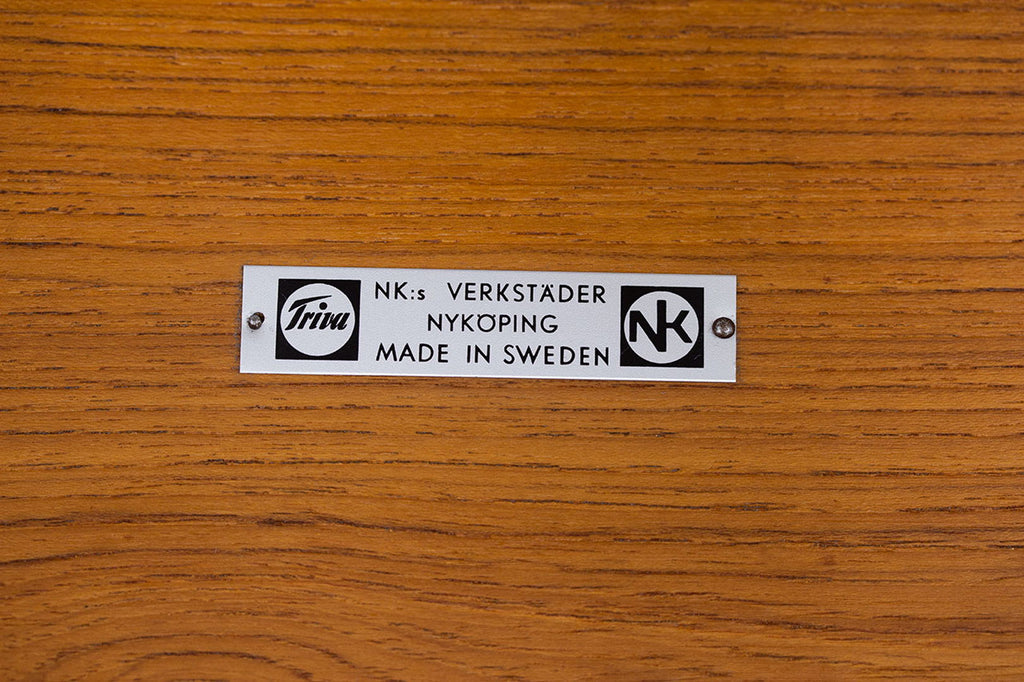 Triva
NK:s VERKSTÄDER
NYKÖPING
MADE IN SWEDEN
NK